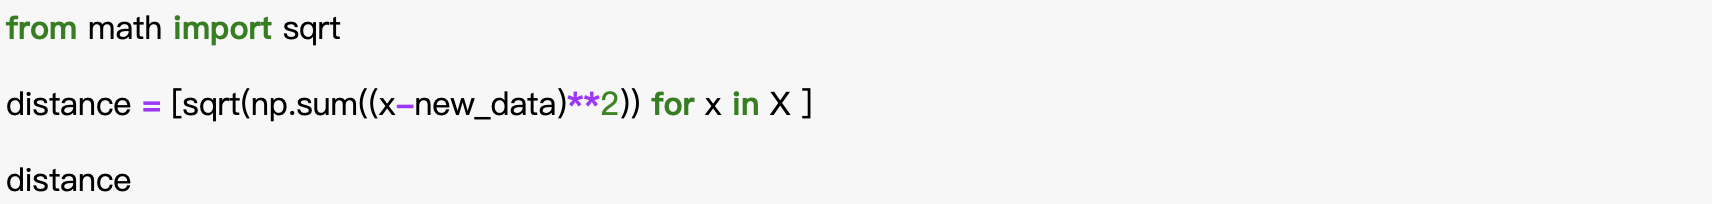 from math import sqrt
distance = [sqrt(np.sum((x-new_data)**2)) for x in X ]
distance